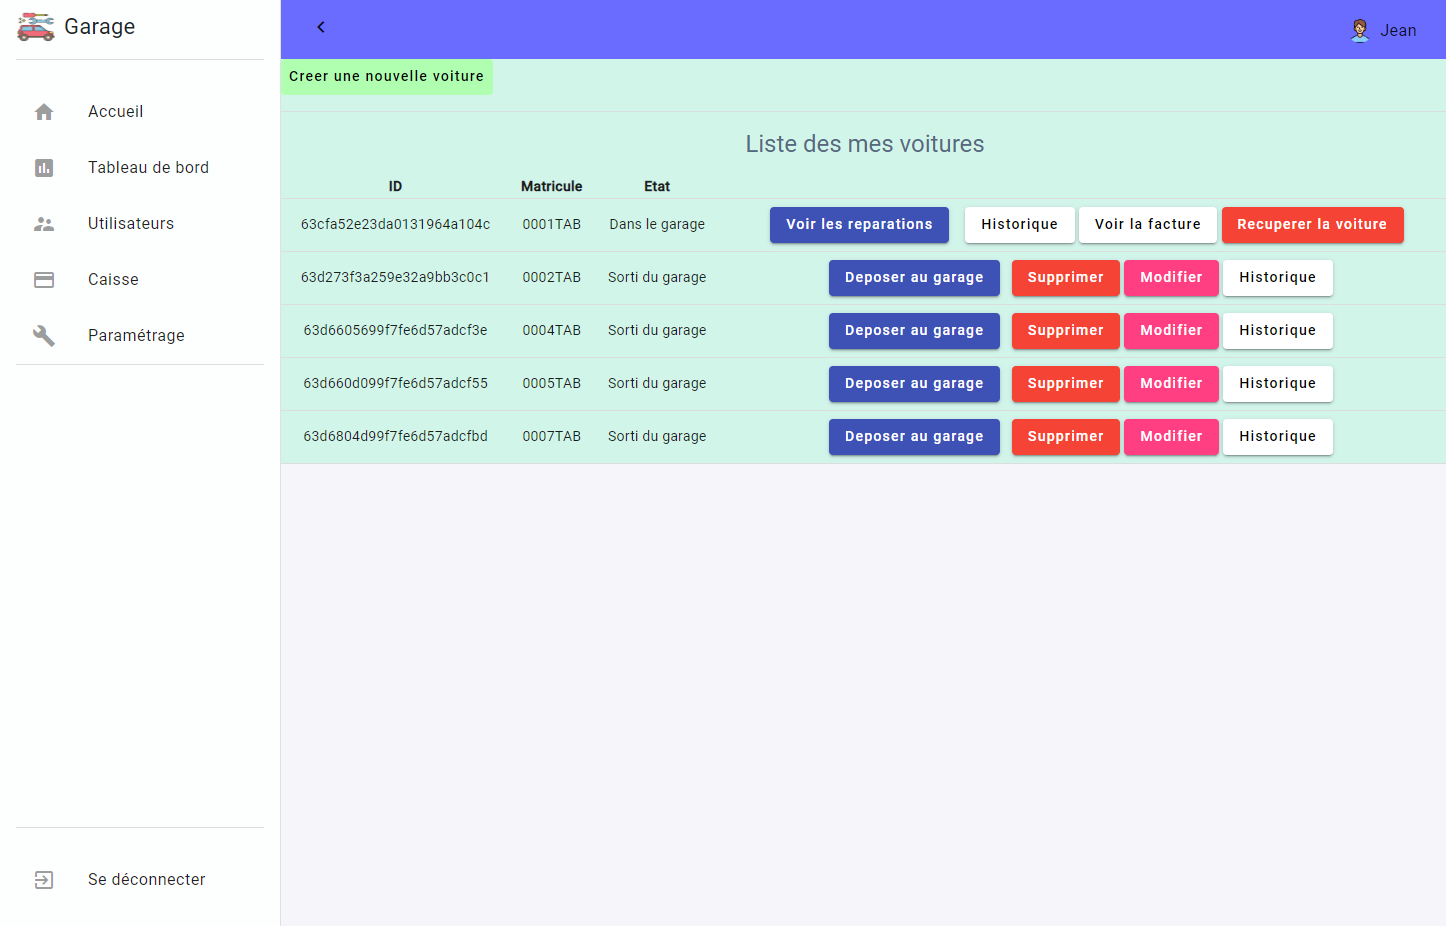 Garage
Jean
Accueil
Tableau de bord
Utilisateurs
Caisse
Paramétrage
Se déconnecter
Creer une nouvelle voiture
Liste des mes voitures
ID Matricule Etat
63cfa52e23da0131964a104c 0001TAB Dans le garage Voir les reparations Historique Voir la facture Recuperer la voiture
63d273f3a259e32a9bb3c0c1 0002TAB Sorti du garage Deposer au garage Supprimer Modifier Historique
63d6605699f7fe6d57adcf3e 0004TAB Sorti du garage Deposer au garage Supprimer Modifier Historique
63d660d099f7fe6d57adcf55 0005TAB Sorti du garage Deposer au garage Supprimer Modifier Historique
63d6804d99f7fe6d57adcfbd 0007TAB Sorti du garage Deposer au garage Supprimer Modifier Historique